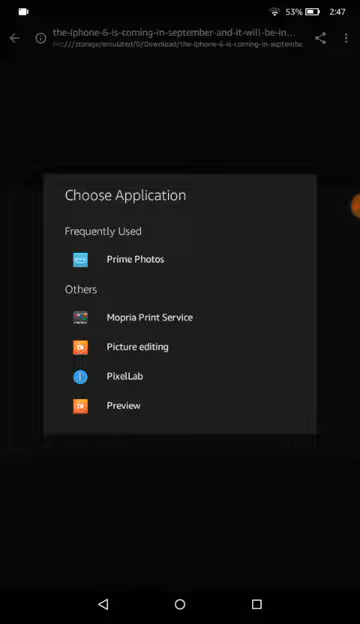 53% 2:47
the-iphone-6-is-coming-in-september-and-it-will-be-in...
file:///storage/emulated/0/Download/the-iphone-6-is-coming-in-septembe
Choose Application
Frequently Used
Prime Photos
Others
Mopria Print Service
Picture editing
PixelLab
Preview